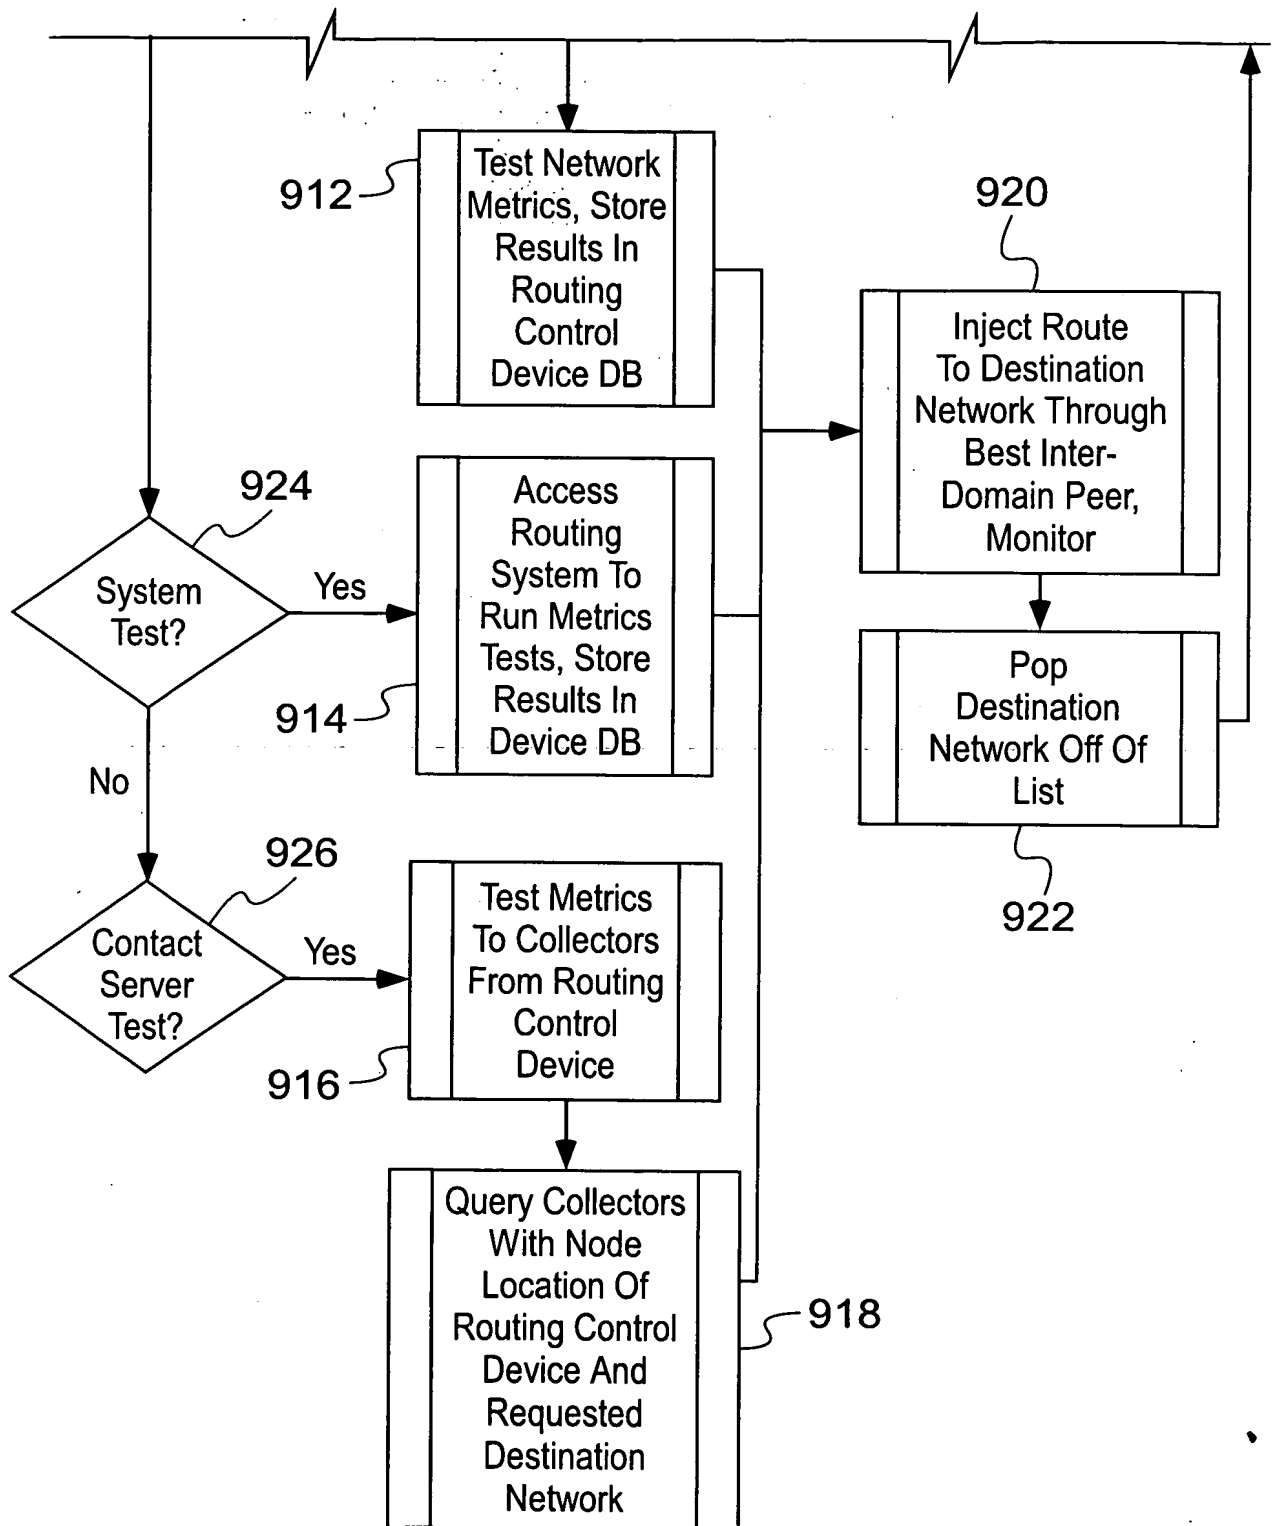 912
Test Network
Metrics, Store
Results In
Routing
Control
Device DB
920
Inject Route
To Destination
Network Through
Best Inter-
Domain Peer,
Monitor
924
System
Test?
Yes
No
914
Access
Routing
System To
Run Metrics
Tests, Store
Results In
Device DB
Pop
Destination
Network Off Of
List
922
926
Contact
Server
Test?
Yes
916
Test Metrics
To Collectors
From Routing
Control
Device
918
Query Collectors
With Node
Location Of
Routing Control
Device And
Requested
Destination
Network